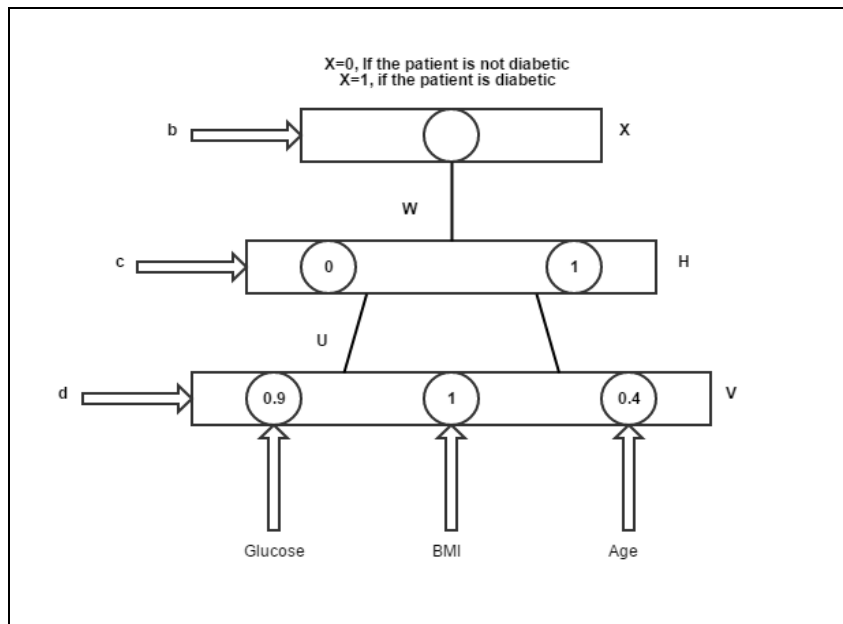 X=0, If the patient is not diabetic
X=1, if the patient is diabetic
b
X
W
c
0
1
H
U
d
0.9
1
0.4
V
Glucose
BMI
Age